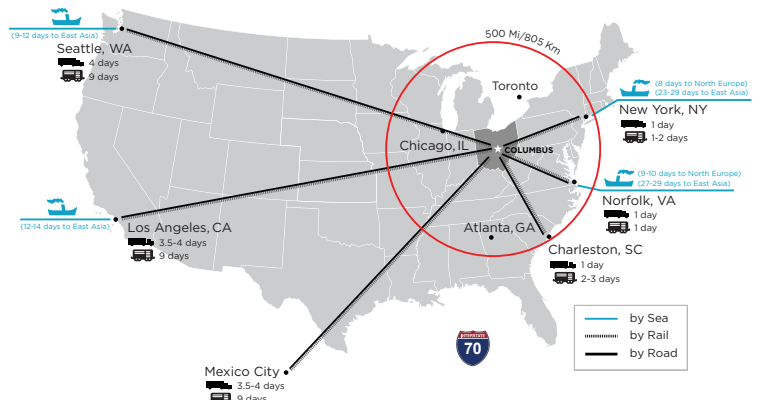 500 Mi/805 Km
(9-12 days to East Asia)
Seattle, WA
4 days
9 days
Toronto
(8 days to North Europe)
(23-29 days to East Asia)
New York, NY
1 day
1-2 days
Chicago, IL
COLUMBUS
(9-10 days to North Europe)
(27-29 days to East Asia)
Norfolk, VA
1 day
1 day
(12-14 days to East Asia)
Los Angeles, CA
3.5-4 days
9 days
Atlanta, GA
Charleston, SC
1 day
2-3 days
INTERSTATE
70
by Sea
by Rail
by Road
Mexico City
3.5-4 days
9 days